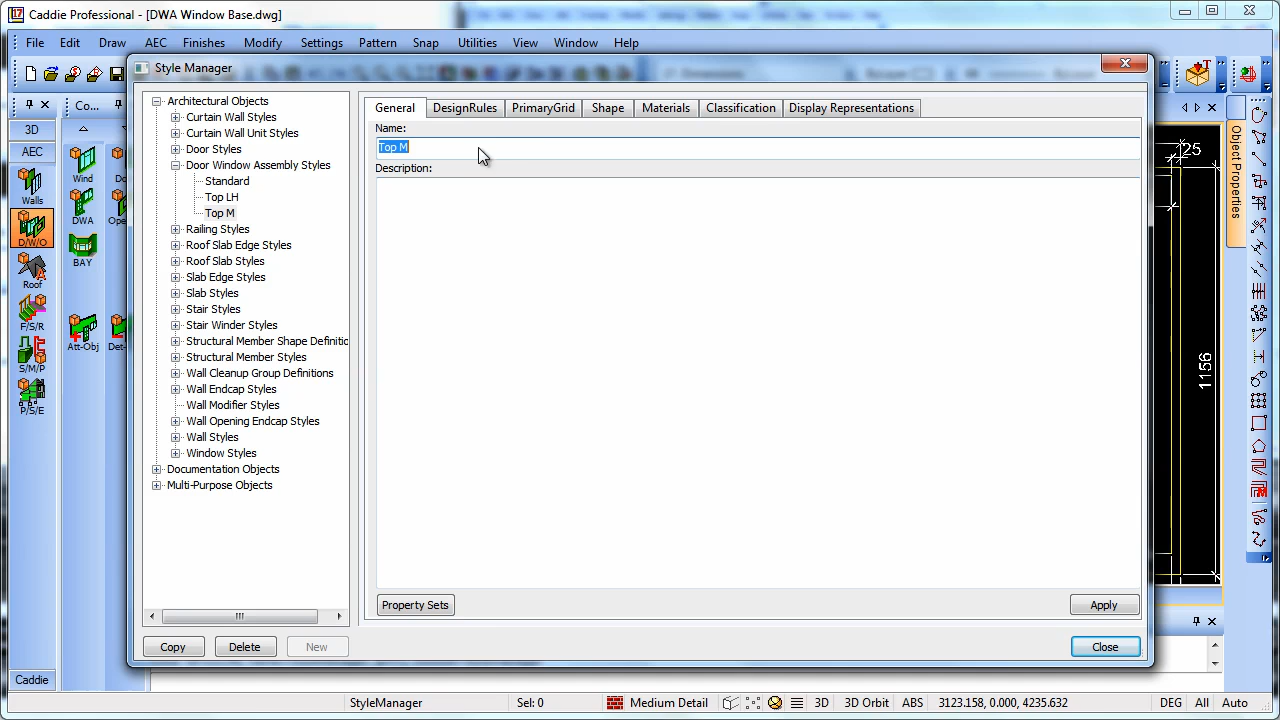 Caddie Professional - [DWA Window Base.dwg]
File Edit Draw AEC Finishes Modify Settings Pattern Snap Utilities View Window Help
Style Manager
Co...
3D
AEC
Walls
D/W/O
Roof
F/S/R
S/M/P
P/S/E
Caddie
Wind
DWA
BAY
Att-Obj
Architectural Objects
Curtain Wall Styles
Curtain Wall Unit Styles
Door Styles
Door Window Assembly Styles
Standard
Top LH
Top M
Railing Styles
Roof Slab Edge Styles
Roof Slab Styles
Slab Edge Styles
Slab Styles
Stair Styles
Stair Winder Styles
Structural Member Shape Definitio
Structural Member Styles
Wall Cleanup Group Definitions
Wall Endcap Styles
Wall Modifier Styles
Wall Opening Endcap Styles
Wall Styles
Window Styles
Documentation Objects
Multi-Purpose Objects
Copy Delete New
General DesignRules PrimaryGrid Shape Materials Classification Display Representations
Name:
Top M
Description:
Property Sets Apply
Close
25
1156
Object Properties
StyleManager Sel: 0 Medium Detail 3D 3D Orbit ABS 3123.158, 0.000, 4235.632 DEG All Auto